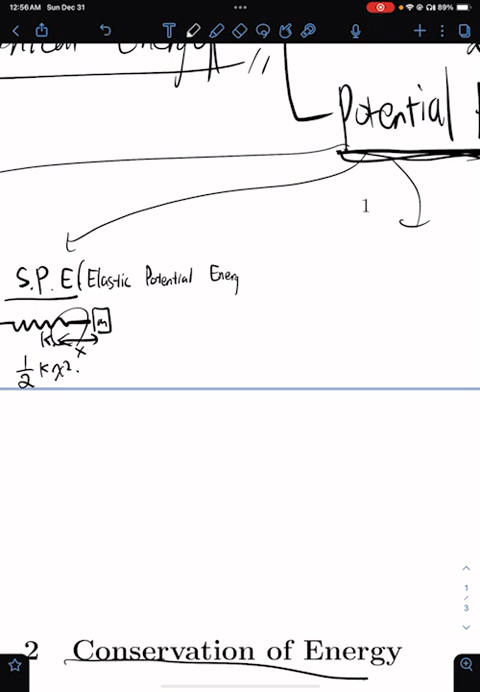 12:56 AM Sun Dec 31
89%
Energy
Potential
1
S.P.E(Elastic Potential Energ
m
k
x
1/2 kx².
1
/
3
2 Conservation of Energy